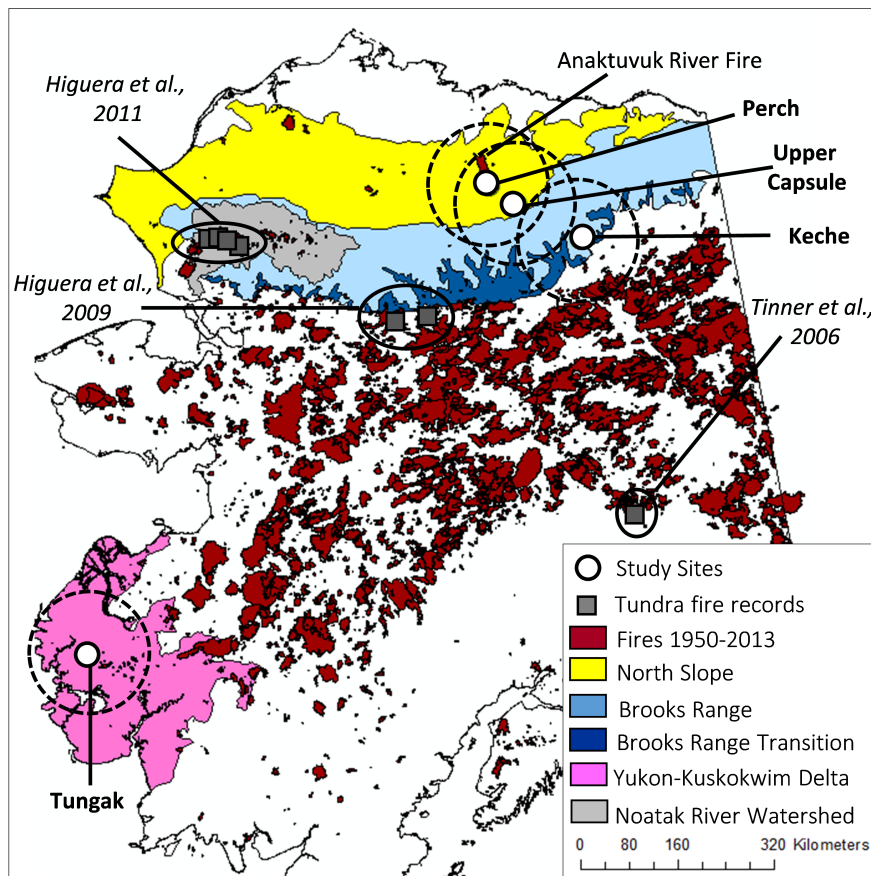 Anaktuvuk River Fire
Higuera et al.,
2011
Perch
Upper
Capsule
Keche
Higuera et al.,
2009
Tinner et al.,
2006
Tungak
Study Sites
Tundra fire records
Fires 1950-2013
North Slope
Brooks Range
Brooks Range Transition
Yukon-Kuskokwim Delta
Noatak River Watershed
0 80 160 320 Kilometers